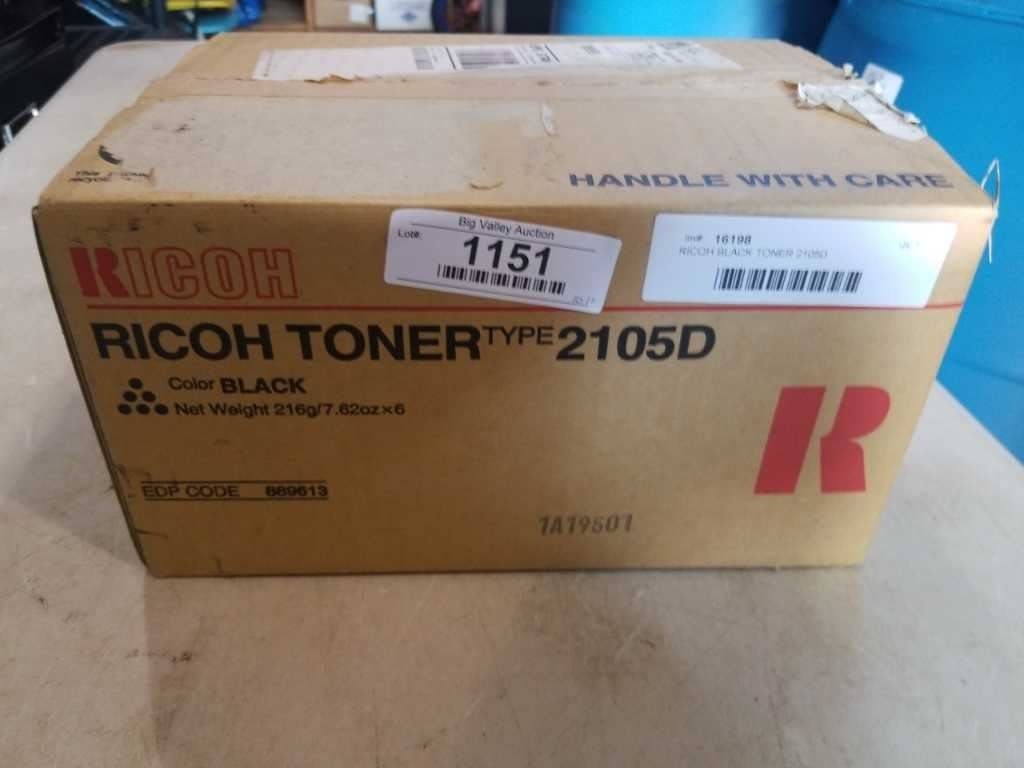 HANDLE WITH CARE
RICOH
Big Valley Auction
Lot#:
1151
Inv#: 16198
RICOH BLACK TONER 2105D
RICOH TONER TYPE 2105D
Color BLACK
Net Weight 216g/7.62oz×6
EDP CODE 889613
1A19501
R